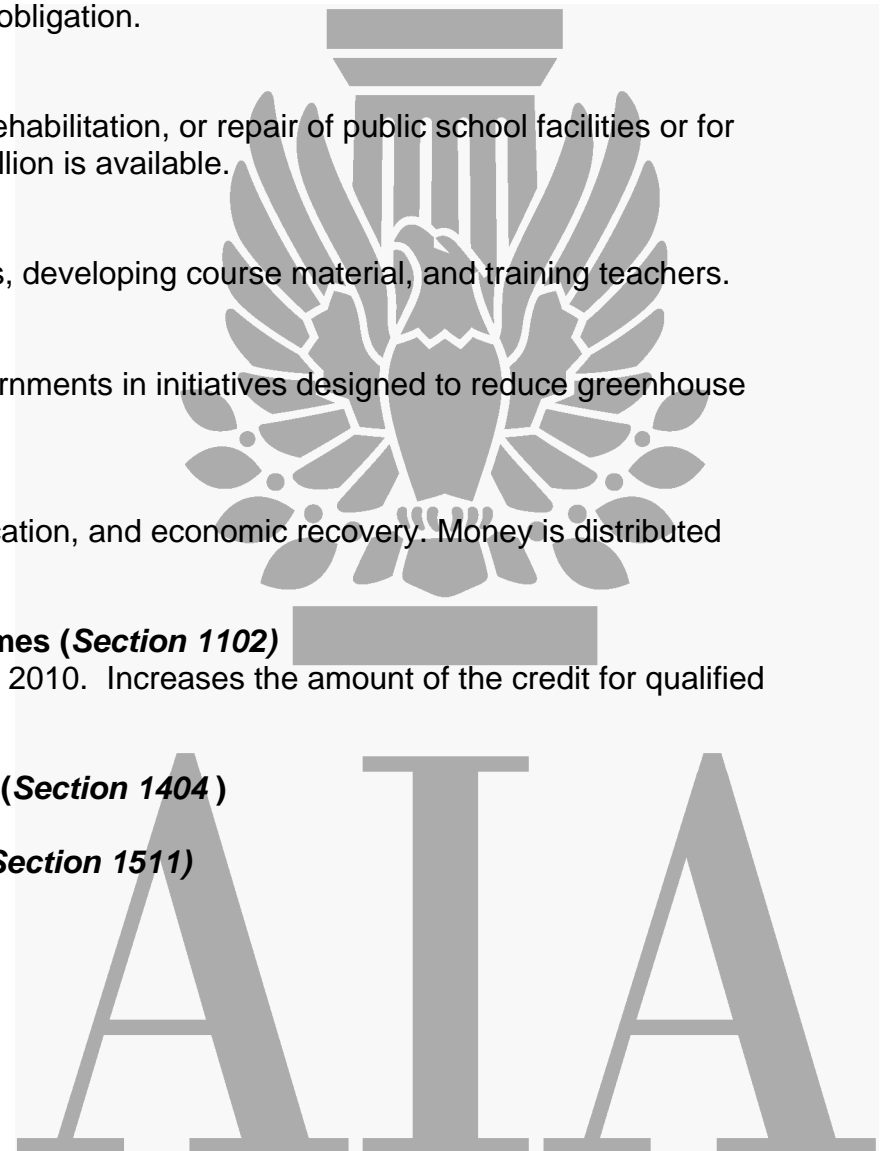 obligation.
ehabilitation, or repair of public school facilities or for
llion is available.
s, developing course material, and training teachers.
rnments in initiatives designed to reduce greenhouse
cation, and economic recovery. Money is distributed
mes (Section 1102)
2010.  Increases the amount of the credit for qualified
(Section 1404 )
Section 1511)
AIA